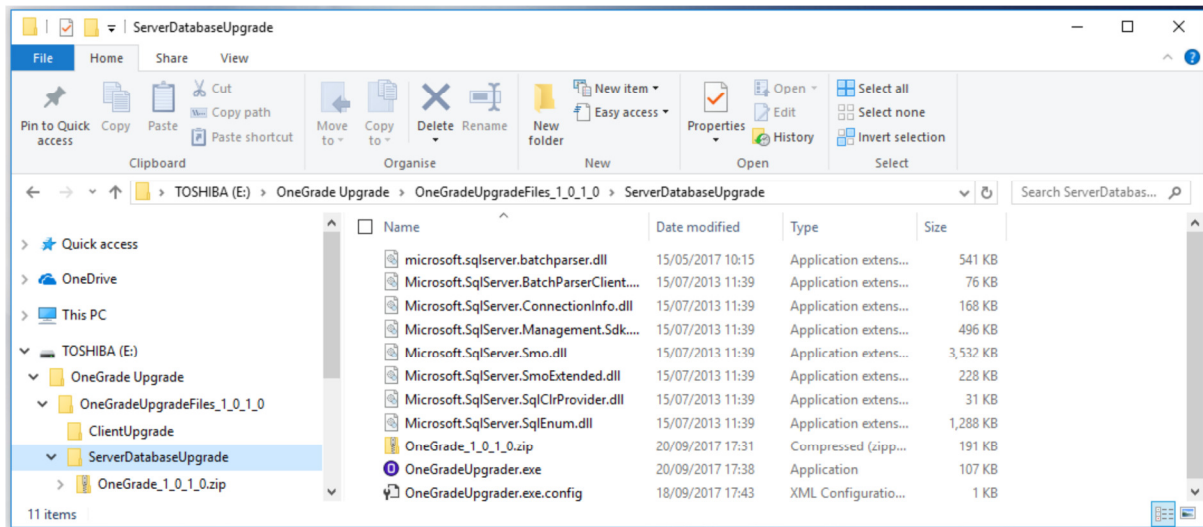 ServerDatabaseUpgrade
File Home Share View
Pin to Quick access
Copy
Paste
Cut
Copy path
Paste shortcut
Clipboard
Move to
Copy to
Delete
Rename
Organise
New folder
New item
Easy access
New
Properties
Open
Edit
History
Open
Select all
Select none
Invert selection
Select
TOSHIBA (E:) > OneGrade Upgrade > OneGradeUpgradeFiles_1_0_1_0 > ServerDatabaseUpgrade
Search ServerDatabas...
Quick access
OneDrive
This PC
TOSHIBA (E:)
OneGrade Upgrade
OneGradeUpgradeFiles_1_0_1_0
ClientUpgrade
ServerDatabaseUpgrade
OneGrade_1_0_1_0.zip
Name Date modified Type Size
microsoft.sqlserver.batchparser.dll 15/05/2017 10:15 Application extens... 541 KB
Microsoft.SqlServer.BatchParserClient.... 15/07/2013 11:39 Application extens... 76 KB
Microsoft.SqlServer.ConnectionInfo.dll 15/07/2013 11:39 Application extens... 168 KB
Microsoft.SqlServer.Management.Sdk.... 15/07/2013 11:39 Application extens... 496 KB
Microsoft.SqlServer.Smo.dll 15/07/2013 11:39 Application extens... 3,532 KB
Microsoft.SqlServer.SmoExtended.dll 15/07/2013 11:39 Application extens... 228 KB
Microsoft.SqlServer.SqlClrProvider.dll 15/07/2013 11:39 Application extens... 31 KB
Microsoft.SqlServer.SqlEnum.dll 15/07/2013 11:39 Application extens... 1,288 KB
OneGrade_1_0_1_0.zip 20/09/2017 17:31 Compressed (zipp... 191 KB
OneGradeUpgrader.exe 20/09/2017 17:38 Application 107 KB
OneGradeUpgrader.exe.config 18/09/2017 17:43 XML Configuratio... 1 KB
11 items